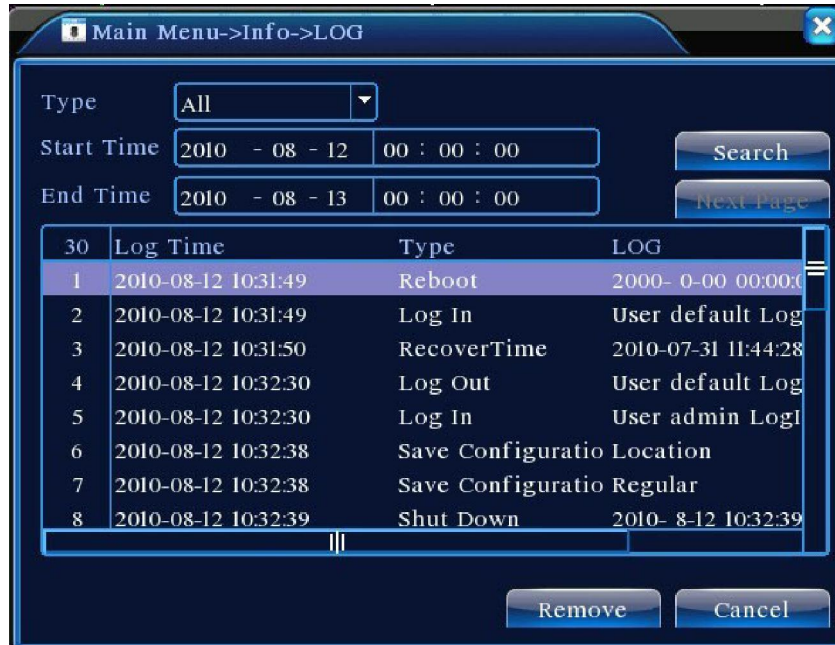 Main Menu->Info->LOG
Type All
Start Time 2010 - 08 - 12 00 : 00 : 00
Search
End Time 2010 - 08 - 13 00 : 00 : 00
Next Page
30 Log Time Type LOG
1 2010-08-12 10:31:49 Reboot 2000- 0-00 00:00:0
2 2010-08-12 10:31:49 Log In User default Log
3 2010-08-12 10:31:50 RecoverTime 2010-07-31 11:44:28
4 2010-08-12 10:32:30 Log Out User default Log
5 2010-08-12 10:32:30 Log In User admin LogI
6 2010-08-12 10:32:38 Save Configuratio Location
7 2010-08-12 10:32:38 Save Configuratio Regular
8 2010-08-12 10:32:39 Shut Down 2010- 8-12 10:32:39
Remove Cancel